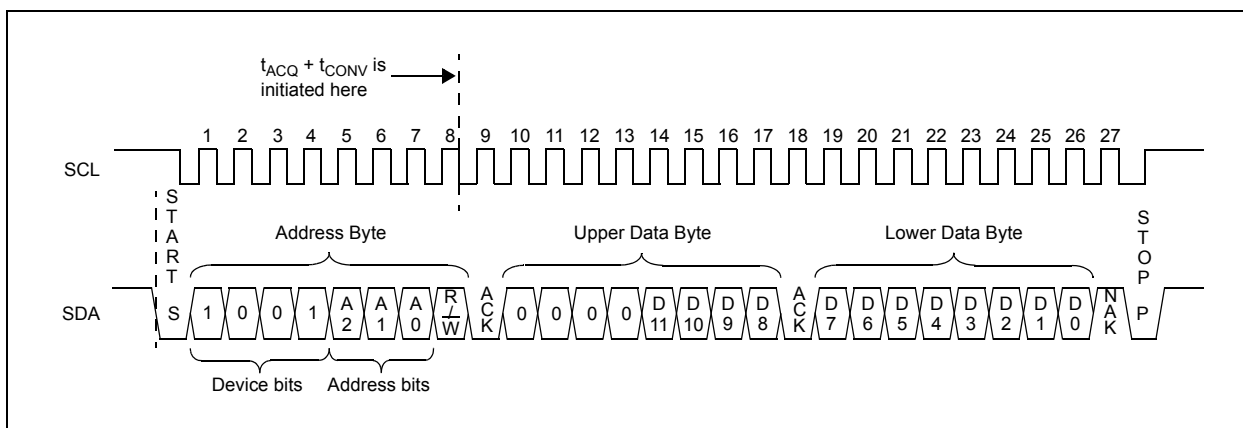 tACQ + tCONV is
initiated here
1 2 3 4 5 6 7 8 9 10 11 12 13 14 15 16 17 18 19 20 21 22 23 24 25 26 27
SCL
START
STOP
Address Byte Upper Data Byte Lower Data Byte
SDA S 1 0 0 1 A2 A1 A0 R/W ACK 0 0 0 0 D11 D10 D9 D8 ACK D7 D6 D5 D4 D3 D2 D1 D0 NAK P
Device bits Address bits